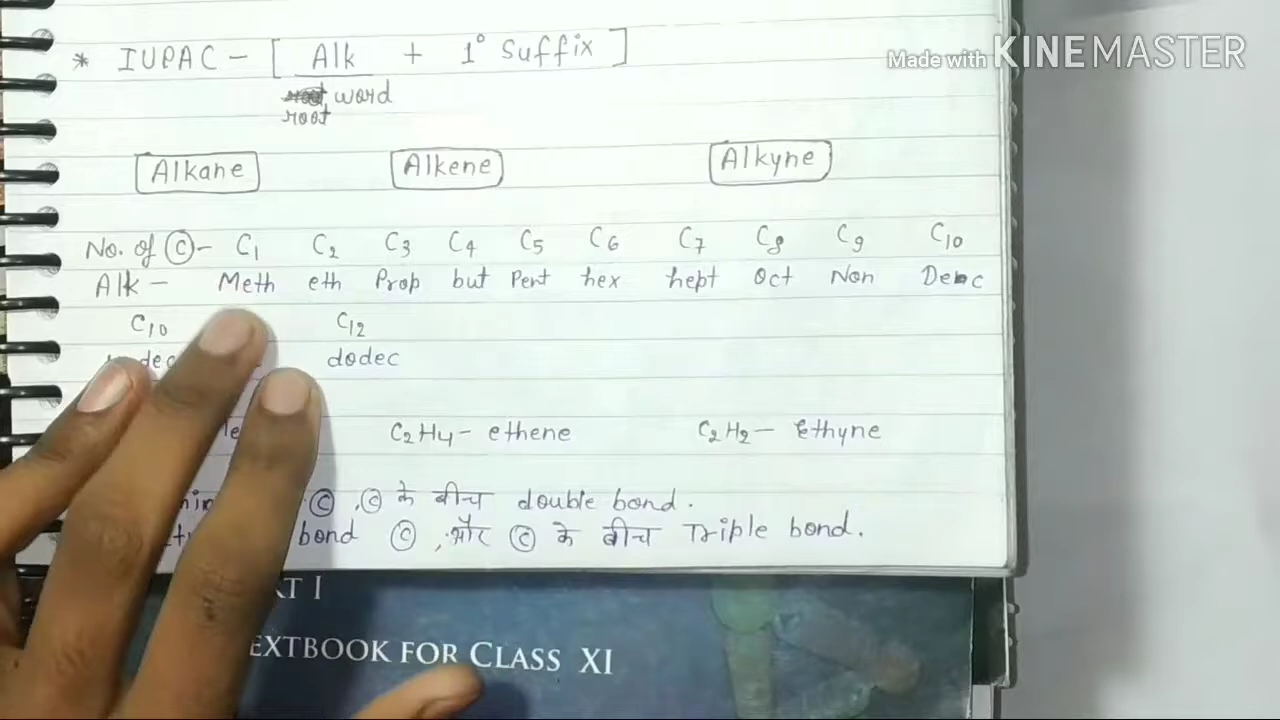 * IUPAC - [ Alk + 1° Suffix ]
word
root
Made with KINEMASTER
Alkane Alkene Alkyne
No. of Ⓒ - C₁ C₂ C₃ C₄ C₅ C₆ C₇ C₈ C₉ C₁₀
Alk - Meth eth Prop but Pent hex hept Oct Non Dec
C₁₀ C₁₂
dec dodec
C₂H₄ - ethene C₂H₂ - Ethyne
Ⓒ , Ⓒ के बीच double bond.
bond Ⓒ , और Ⓒ के बीच Triple bond.
T I
EXTBOOK FOR CLASS XI